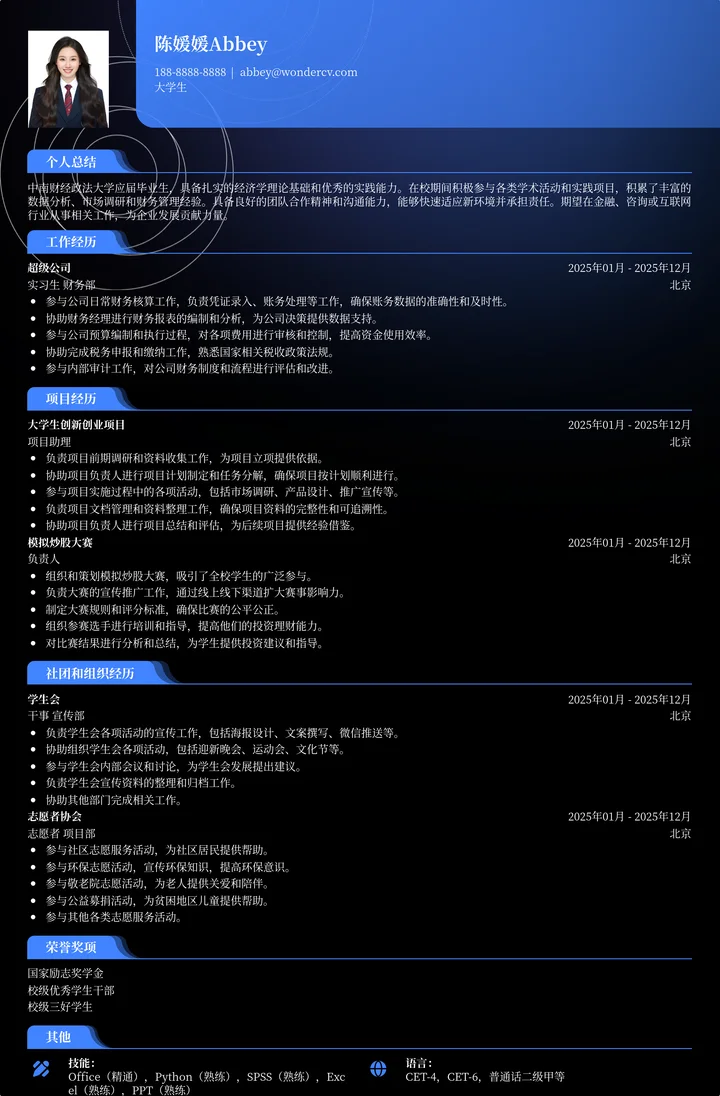 陈媛媛Abbey
188-8888-8888 | abbey@wondercv.com
大学生
个人总结
中南财经政法大学应届毕业生，具备扎实的经济学理论基础和优秀的实践能力。在校期间积极参与各类学术活动和实践项目，积累了丰富的
数据分析、市场调研和财务管理经验。具备良好的团队合作精神和沟通能力，能够快速适应新环境并承担责任。期望在金融、咨询或互联网
行业从事相关工作，为企业发展贡献力量。
工作经历
超级公司 2025年01月 - 2025年12月
实习生 财务部 北京
• 参与公司日常财务核算工作，负责凭证录入、账务处理等工作，确保账务数据的准确性和及时性。
• 协助财务经理进行财务报表的编制和分析，为公司决策提供数据支持。
• 参与公司预算编制和执行过程，对各项费用进行审核和控制，提高资金使用效率。
• 协助完成税务申报和缴纳工作，熟悉国家相关税收政策法规。
• 参与内部审计工作，对公司财务制度和流程进行评估和改进。
项目经历
大学生创新创业项目 2025年01月 - 2025年12月
项目助理 北京
• 负责项目前期调研和资料收集工作，为项目立项提供依据。
• 协助项目负责人进行项目计划制定和任务分解，确保项目按计划顺利进行。
• 参与项目实施过程中的各项活动，包括市场调研、产品设计、推广宣传等。
• 负责项目文档管理和资料整理工作，确保项目资料的完整性和可追溯性。
• 协助项目负责人进行项目总结和评估，为后续项目提供经验借鉴。
模拟炒股大赛 2025年01月 - 2025年12月
负责人 北京
• 组织和策划模拟炒股大赛，吸引了全校学生的广泛参与。
• 负责大赛的宣传推广工作，通过线上线下渠道扩大赛事影响力。
• 制定大赛规则和评分标准，确保比赛的公平公正。
• 组织参赛选手进行培训和指导，提高他们的投资理财能力。
• 对比赛结果进行分析和总结，为学生提供投资建议和指导。
社团和组织经历
学生会 2025年01月 - 2025年12月
干事 宣传部 北京
• 负责学生会各项活动的宣传工作，包括海报设计、文案撰写、微信推送等。
• 协助组织学生会各项活动，包括迎新晚会、运动会、文化节等。
• 参与学生会内部会议和讨论，为学生会发展提出建议。
• 负责学生会宣传资料的整理和归档工作。
• 协助其他部门完成相关工作。
志愿者协会 2025年01月 - 2025年12月
志愿者 项目部 北京
• 参与社区志愿服务活动，为社区居民提供帮助。
• 参与环保志愿活动，宣传环保知识，提高环保意识。
• 参与敬老院志愿活动，为老人提供关爱和陪伴。
• 参与公益募捐活动，为贫困地区儿童提供帮助。
• 参与其他各类志愿服务活动。
荣誉奖项
国家励志奖学金
校级优秀学生干部
校级三好学生
其他
技能：
Office（精通）, Python（熟练）, SPSS（熟练）, Exc
el（熟练）, PPT（熟练）
语言：
CET-4，CET-6，普通话二级甲等